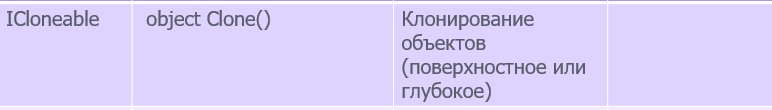 ICloneable object Clone() Клонирование
объектов
(поверхностное или
глубокое)